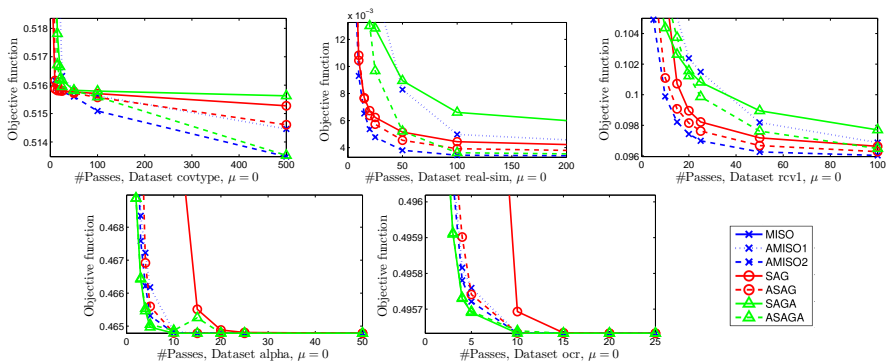 Objective function
0.518
0.517
0.516
0.515
0.514
0 100 200 300 400 500
#Passes, Dataset covtype, μ = 0
Objective function
x 10⁻³
12
10
8
6
4
0 50 100 150 200
#Passes, Dataset real-sim, μ = 0
Objective function
0.104
0.102
0.1
0.098
0.096
0 20 40 60 80 100
#Passes, Dataset rcv1, μ = 0
Objective function
0.468
0.467
0.466
0.465
0 10 20 30 40 50
#Passes, Dataset alpha, μ = 0
Objective function
0.496
0.4959
0.4958
0.4957
0 5 10 15 20 25
#Passes, Dataset ocr, μ = 0
MISO
AMISO1
AMISO2
SAG
ASAG
SAGA
ASAGA